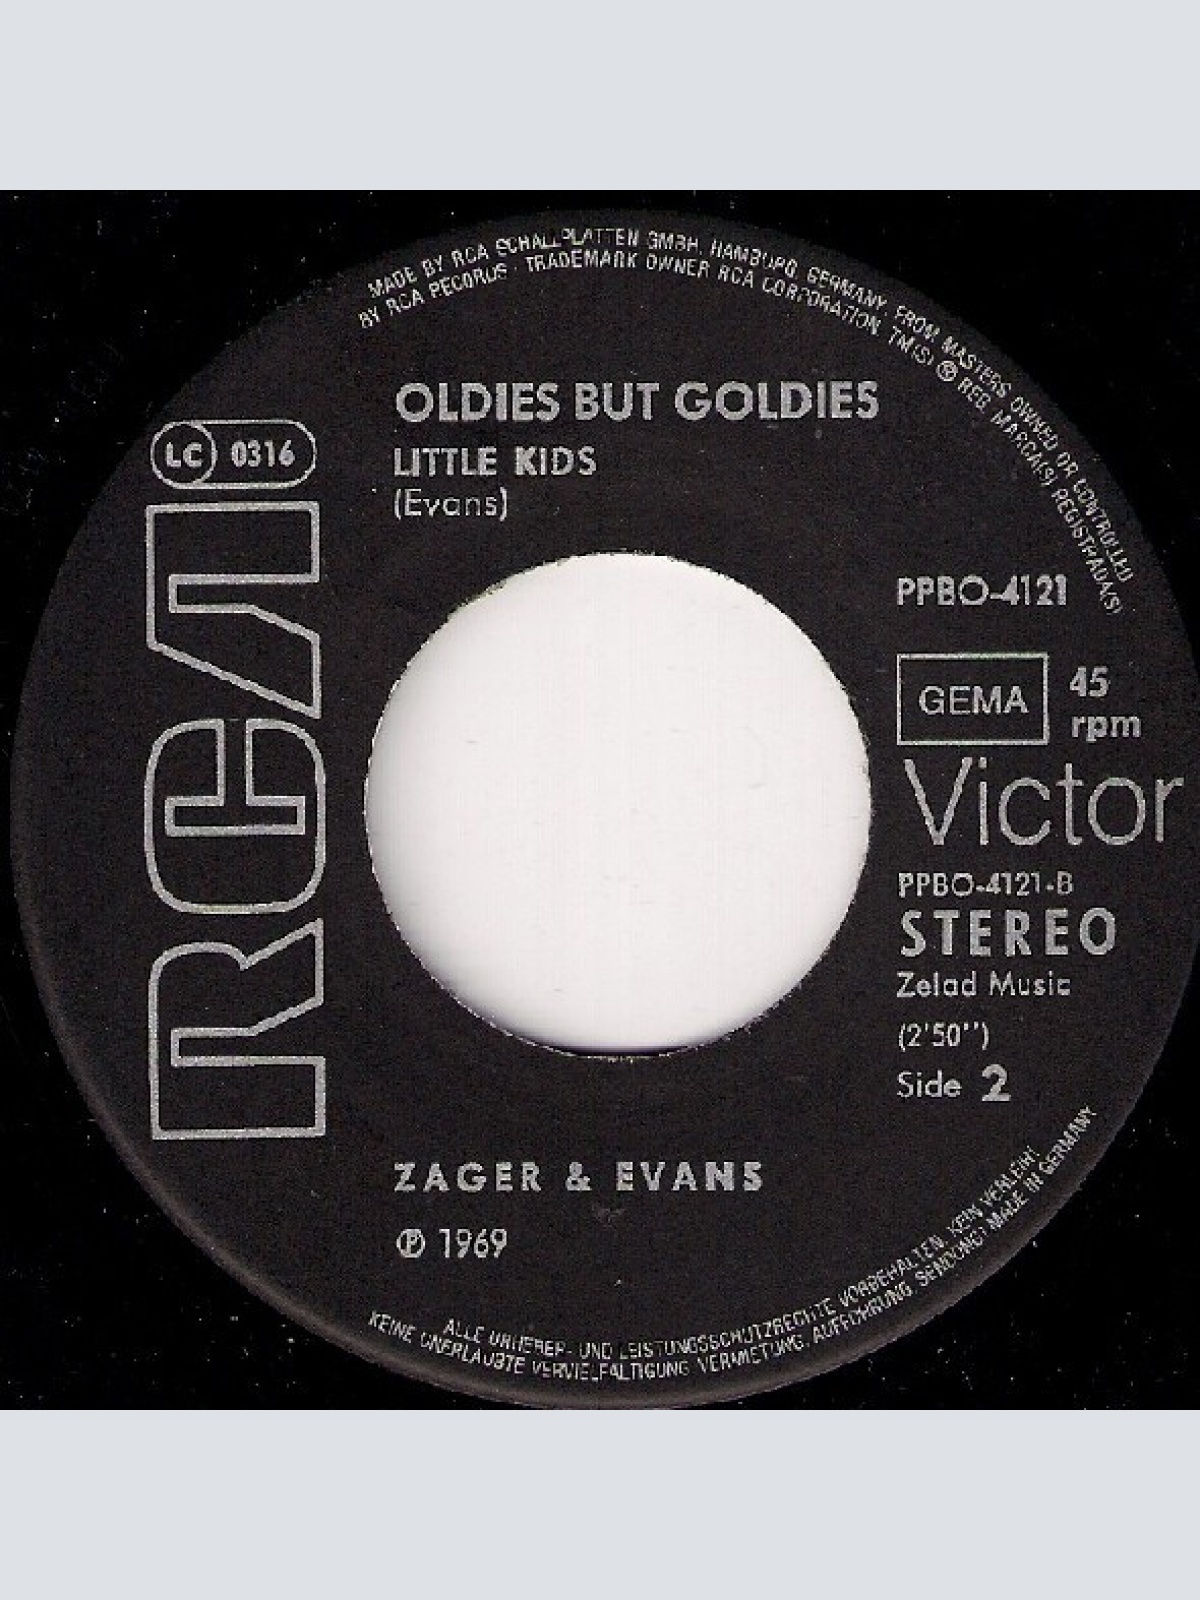 MADE BY RCA SCHALLPLATTEN GMBH, HAMBURG, GERMANY, FROM MASTERS OWNED OR CONTROLLED
BY RCA RECORDS · TRADEMARK OWNER RCA CORPORATION. TM(S) ® REG. MARCA(S) REGISTRADA(S)
OLDIES BUT GOLDIES
LITTLE KIDS
(Evans)
LC 0316
RCA
PPBO-4121
GEMA
45
rpm
Victor
PPBO-4121-B
STEREO
Zelad Music
(2'50'')
Side 2
ZAGER & EVANS
℗ 1969
ALLE URHEBER- UND LEISTUNGSSCHUTZRECHTE VORBEHALTEN. KEIN VERLEIH!
KEINE UNERLAUBTE VERVIELFÄLTIGUNG, VERMIETUNG, AUFFÜHRUNG, SENDUNG! MADE IN GERMANY